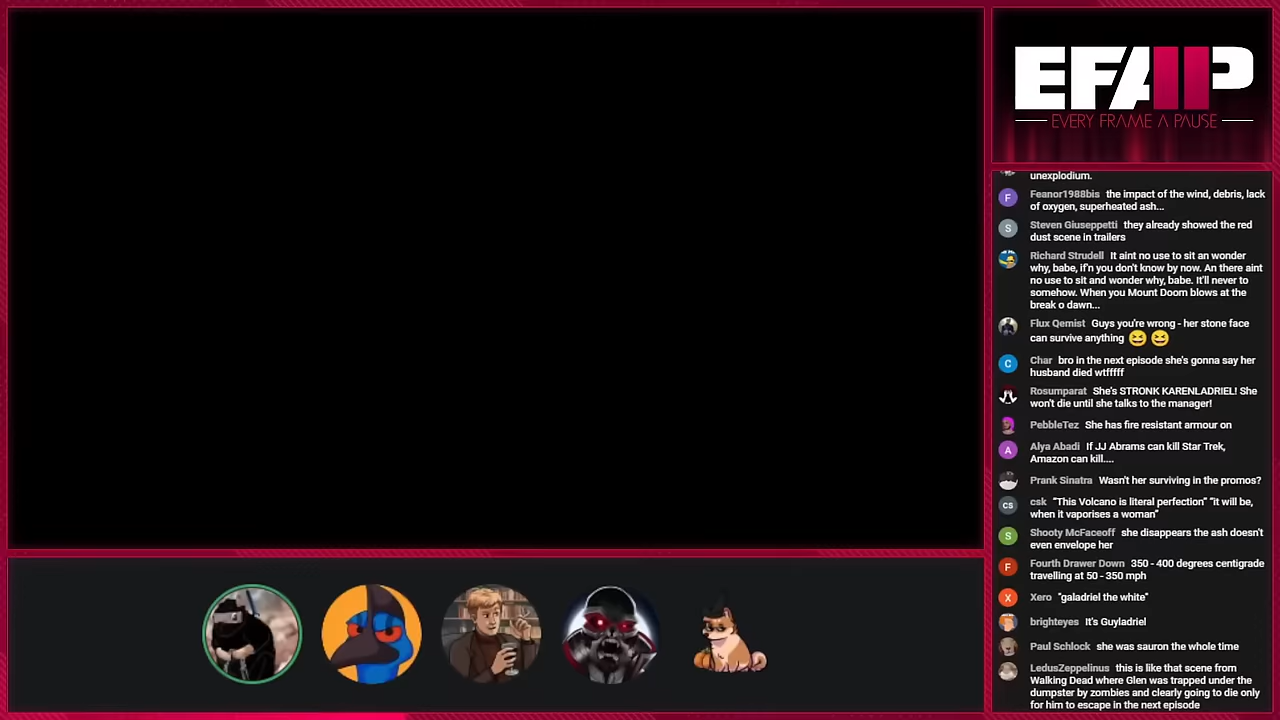 EFAP
EVERY FRAME A PAUSE
unexplodium.
F Feanor1988bis the impact of the wind, debris, lack
of oxygen, superheated ash...
S Steven Giuseppetti they already showed the red
dust scene in trailers
Richard Strudell It aint no use to sit an wonder
why, babe, if'n you don't know by now. An there aint
no use to sit and wonder why, babe. It'll never to
somehow. When you Mount Doom blows at the
break o dawn...
Flux Qemist Guys you're wrong - her stone face
can survive anything 😆 😆
C Char bro in the next episode she's gonna say her
husband died wtfffff
Rosumparat She's STRONK KARENLADRIEL! She
won't die until she talks to the manager!
PebbleTez She has fire resistant armour on
A Alya Abadi If JJ Abrams can kill Star Trek,
Amazon can kill....
Prank Sinatra Wasn't her surviving in the promos?
cs csk "This Volcano is literal perfection" "it will be,
when it vaporises a woman"
S Shooty McFaceoff she disappears the ash doesn't
even envelope her
F Fourth Drawer Down 350 - 400 degrees centigrade
travelling at 50 - 350 mph
X Xero "galadriel the white"
brighteyes It's Guyladriel
Paul Schlock she was sauron the whole time
LedusZeppelinus this is like that scene from
Walking Dead where Glen was trapped under the
dumpster by zombies and clearly going to die only
for him to escape in the next episode